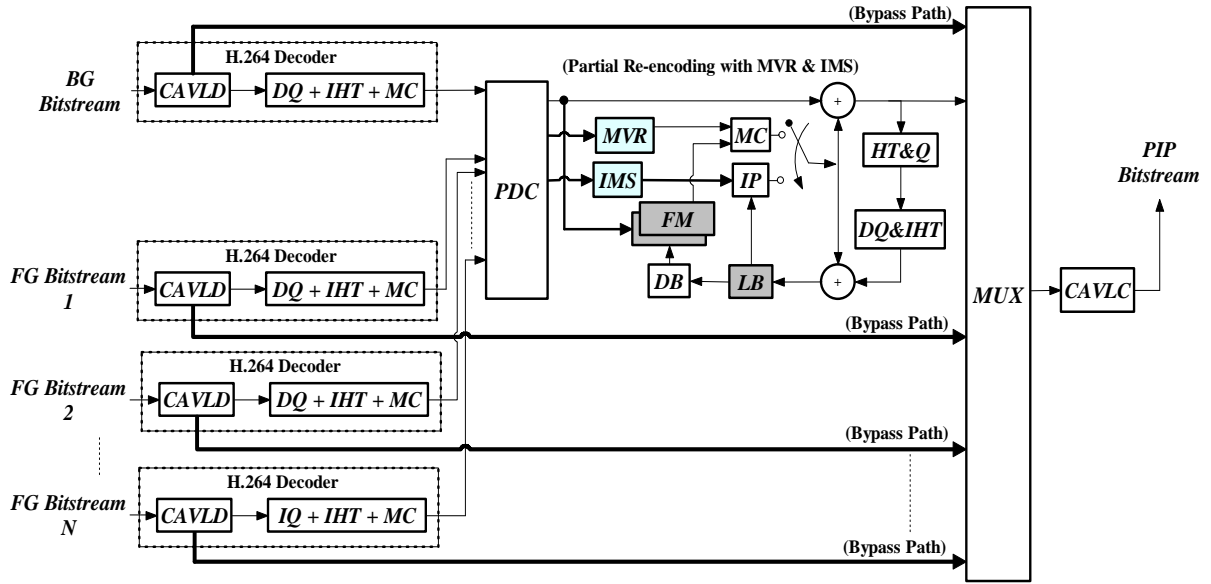 (Bypass Path)
H.264 Decoder
BG
Bitstream
CAVLD
DQ + IHT + MC
(Partial Re-encoding with MVR & IMS)
PDC
MVR
IMS
MC
IP
FM
DB
LB
+
+
HT&Q
DQ&IHT
MUX
CAVLC
PIP
Bitstream
H.264 Decoder
FG Bitstream
1
CAVLD
DQ + IHT + MC
(Bypass Path)
H.264 Decoder
FG Bitstream
2
CAVLD
DQ + IHT + MC
(Bypass Path)
H.264 Decoder
FG Bitstream
N
CAVLD
IQ + IHT + MC
(Bypass Path)